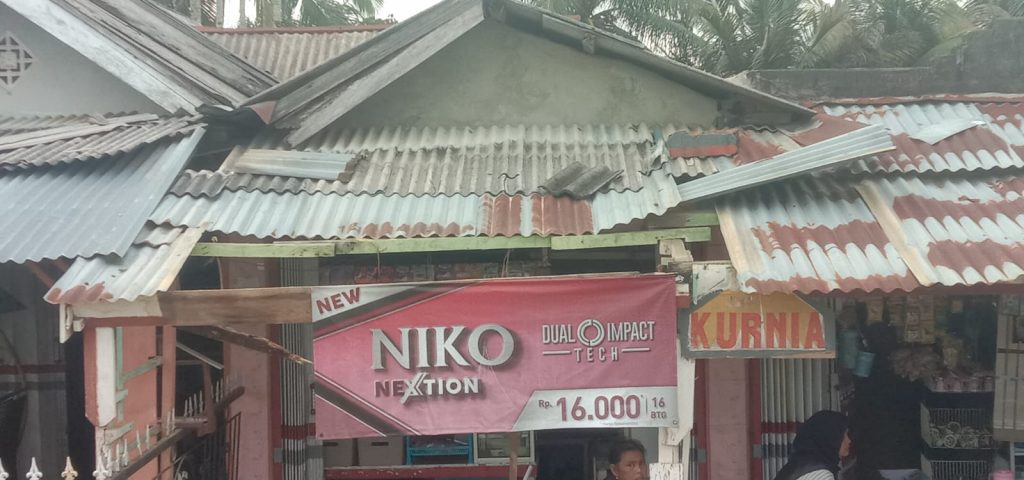 NEW
NIKO
NEXTION
DUAL IMPACT
TECH
Rp. 16.000 16
BTG
KURNIA